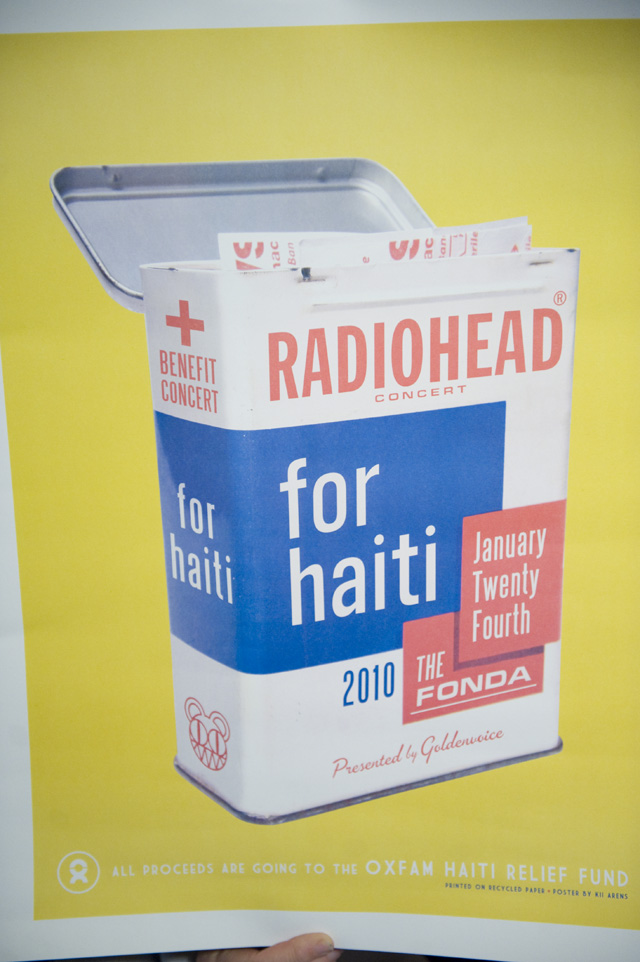 RADIOHEAD®
CONCERT
+
BENEFIT
CONCERT
for
haiti
for
haiti
January
Twenty
Fourth
2010
THE
FONDA
Presented by Goldenvoice
ALL PROCEEDS ARE GOING TO THE OXFAM HAITI RELIEF FUND
PRINTED ON RECYCLED PAPER • POSTER BY KII ARENS